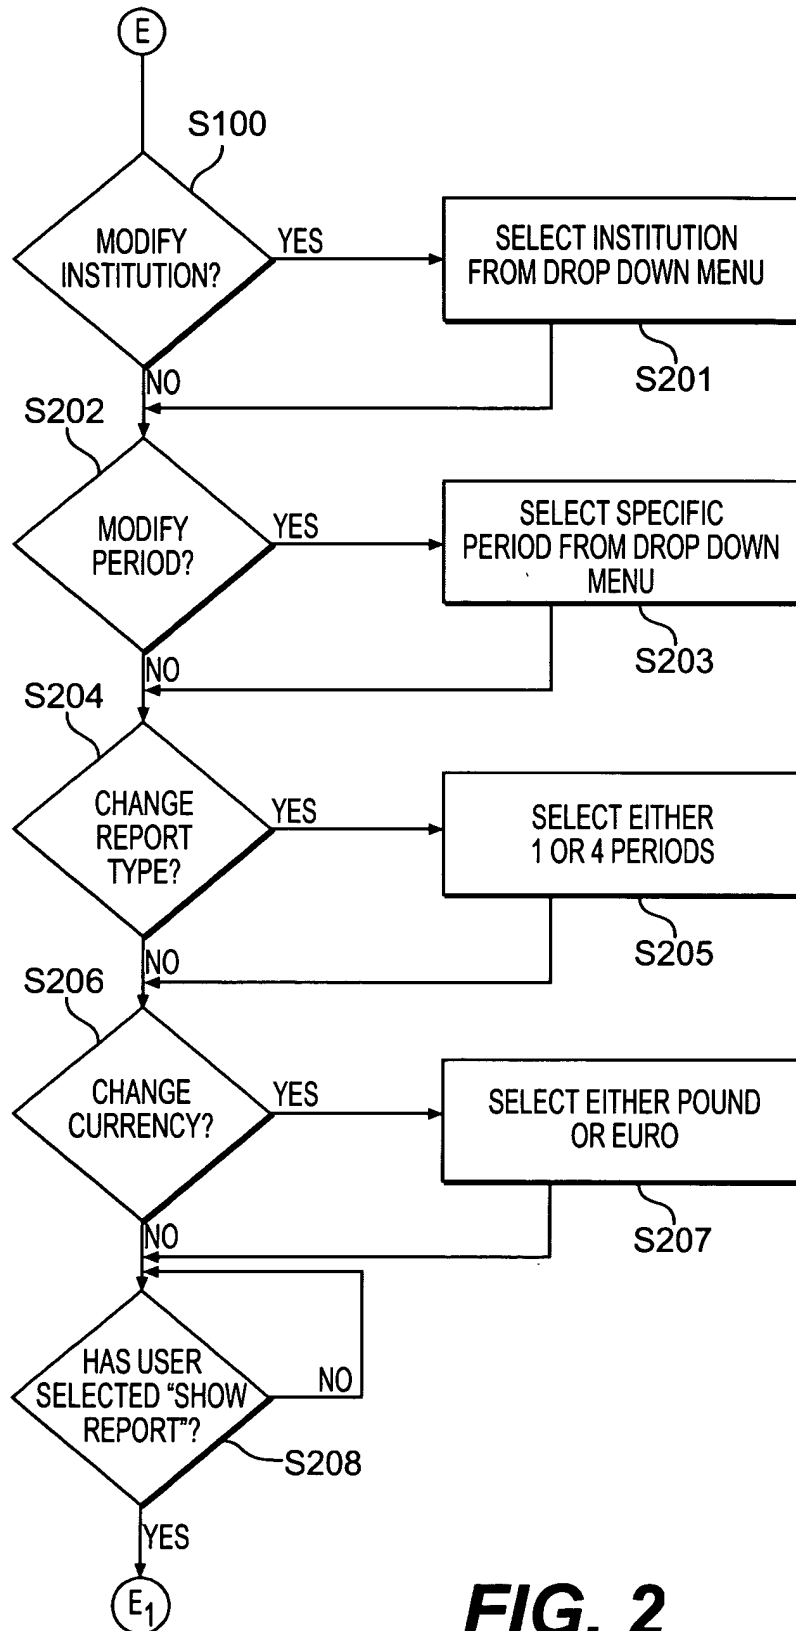 E
S100
MODIFY
INSTITUTION?
YES
SELECT INSTITUTION
FROM DROP DOWN MENU
S201
NO
S202
MODIFY
PERIOD?
YES
SELECT SPECIFIC
PERIOD FROM DROP DOWN
MENU
S203
NO
S204
CHANGE
REPORT
TYPE?
YES
SELECT EITHER
1 OR 4 PERIODS
S205
NO
S206
CHANGE
CURRENCY?
YES
SELECT EITHER POUND
OR EURO
S207
NO
HAS USER
SELECTED “SHOW
REPORT”?
NO
S208
YES
E1
FIG. 2